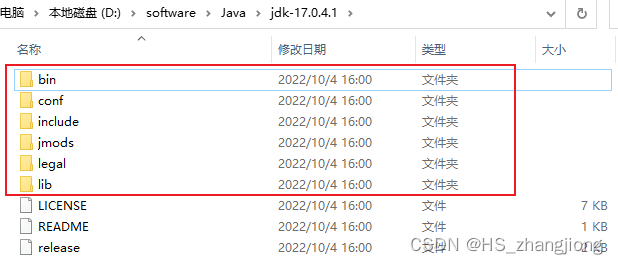 电脑 > 本地磁盘 (D:) > software > Java > jdk-17.0.4.1 >
名称 修改日期 类型 大小
bin 2022/10/4 16:00 文件夹
conf 2022/10/4 16:00 文件夹
include 2022/10/4 16:00 文件夹
jmods 2022/10/4 16:00 文件夹
legal 2022/10/4 16:00 文件夹
lib 2022/10/4 16:00 文件夹
LICENSE 2022/10/4 16:00 文件 7 KB
README 2022/10/4 16:00 文件 1 KB
release 2022/10/4 16:00 文件 KB
CSDN @HS_zhangjiong